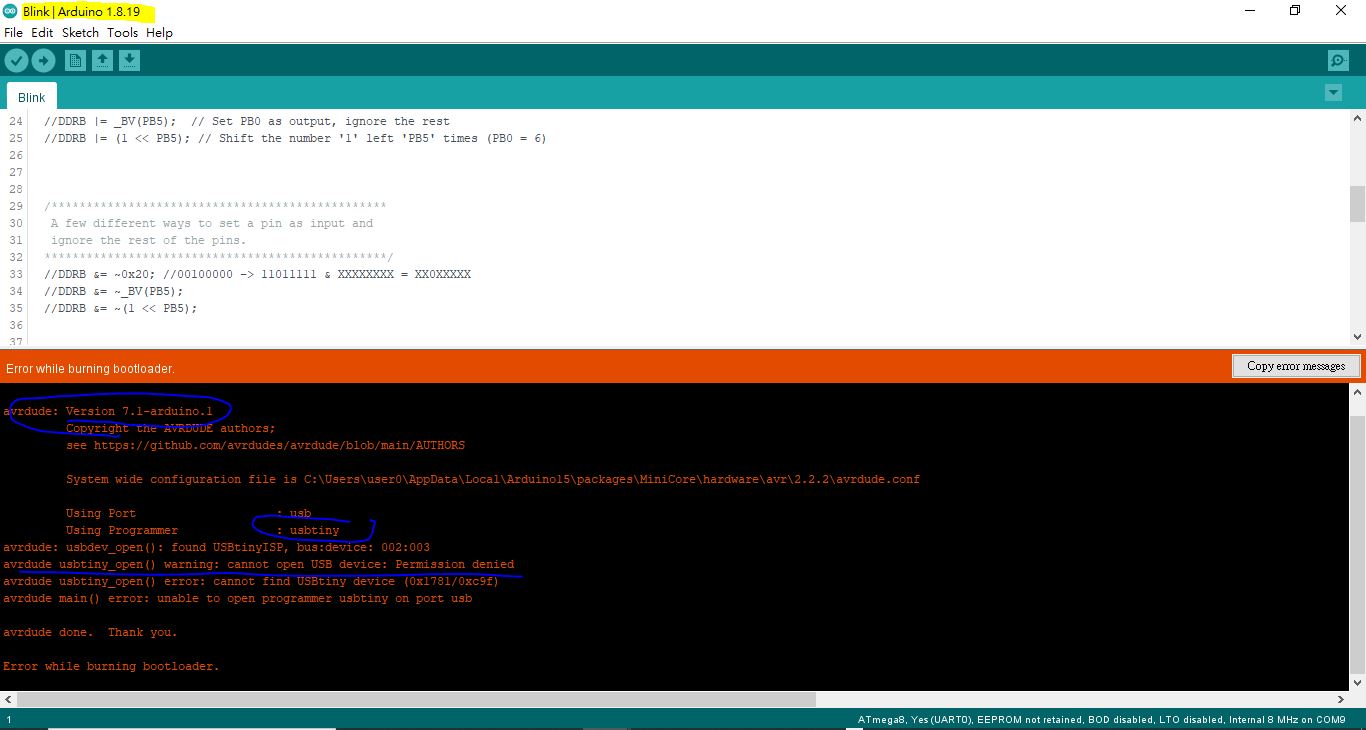 Blink | Arduino 1.8.19
File Edit Sketch Tools Help
Blink
24 //DDRB |= _BV(PB5); // Set PB0 as output, ignore the rest
25 //DDRB |= (1 << PB5); // Shift the number '1' left 'PB5' times (PB0 = 6)
26
27
28
29 /************************************************
30 A few different ways to set a pin as input and
31 ignore the rest of the pins.
32 *************************************************/
33 //DDRB &= ~0x20; //00100000 -> 11011111 & XXXXXXXX = XX0XXXXX
34 //DDRB &= ~_BV(PB5);
35 //DDRB &= ~(1 << PB5);
36
37
Error while burning bootloader.
Copy error messages
avrdude: Version 7.1-arduino.1
Copyright the AVRDUDE authors;
see https://github.com/avrdudes/avrdude/blob/main/AUTHORS
System wide configuration file is C:\Users\user0\AppData\Local\Arduino15\packages\MiniCore\hardware\avr\2.2.2\avrdude.conf
Using Port : usb
Using Programmer : usbtiny
avrdude: usbdev_open(): found USBtinyISP, bus:device: 002:003
avrdude usbtiny_open() warning: cannot open USB device: Permission denied
avrdude usbtiny_open() error: cannot find USBtiny device (0x1781/0xc9f)
avrdude main() error: unable to open programmer usbtiny on port usb
avrdude done. Thank you.
Error while burning bootloader.
1
ATmega8, Yes (UART0), EEPROM not retained, BOD disabled, LTO disabled, Internal 8 MHz on COM9